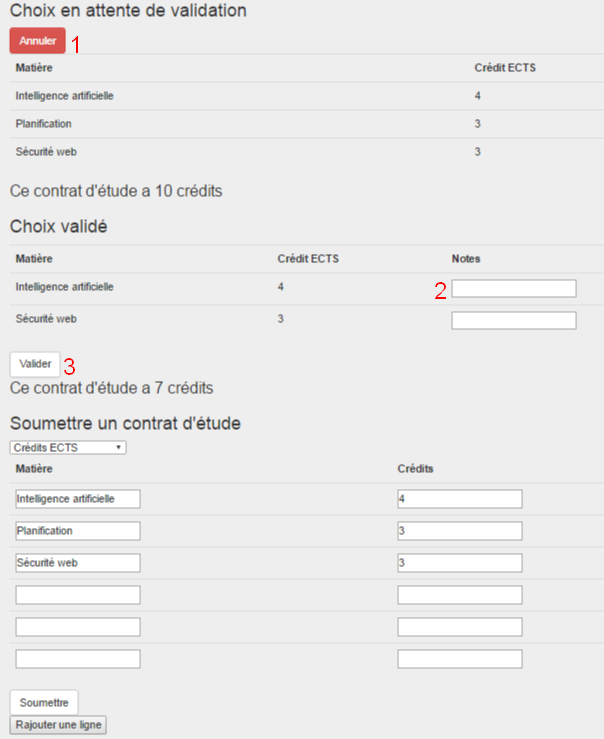 Choix en attente de validation
Annuler 1
Matière Crédit ECTS
Intelligence artificielle 4
Planification 3
Sécurité web 3
Ce contrat d'étude a 10 crédits
Choix validé
Matière Crédit ECTS Notes
Intelligence artificielle 4 2
Sécurité web 3
Valider 3
Ce contrat d'étude a 7 crédits
Soumettre un contrat d'étude
Crédits ECTS
Matière Crédits
Intelligence artificielle 4
Planification 3
Sécurité web 3
Soumettre
Rajouter une ligne